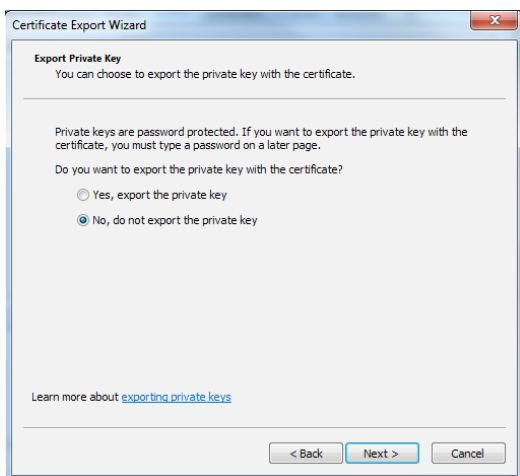 Certificate Export Wizard
Export Private Key
You can choose to export the private key with the certificate.
Private keys are password protected. If you want to export the private key with the
certificate, you must type a password on a later page.
Do you want to export the private key with the certificate?
Yes, export the private key
No, do not export the private key
Learn more about exporting private keys
< Back Next > Cancel